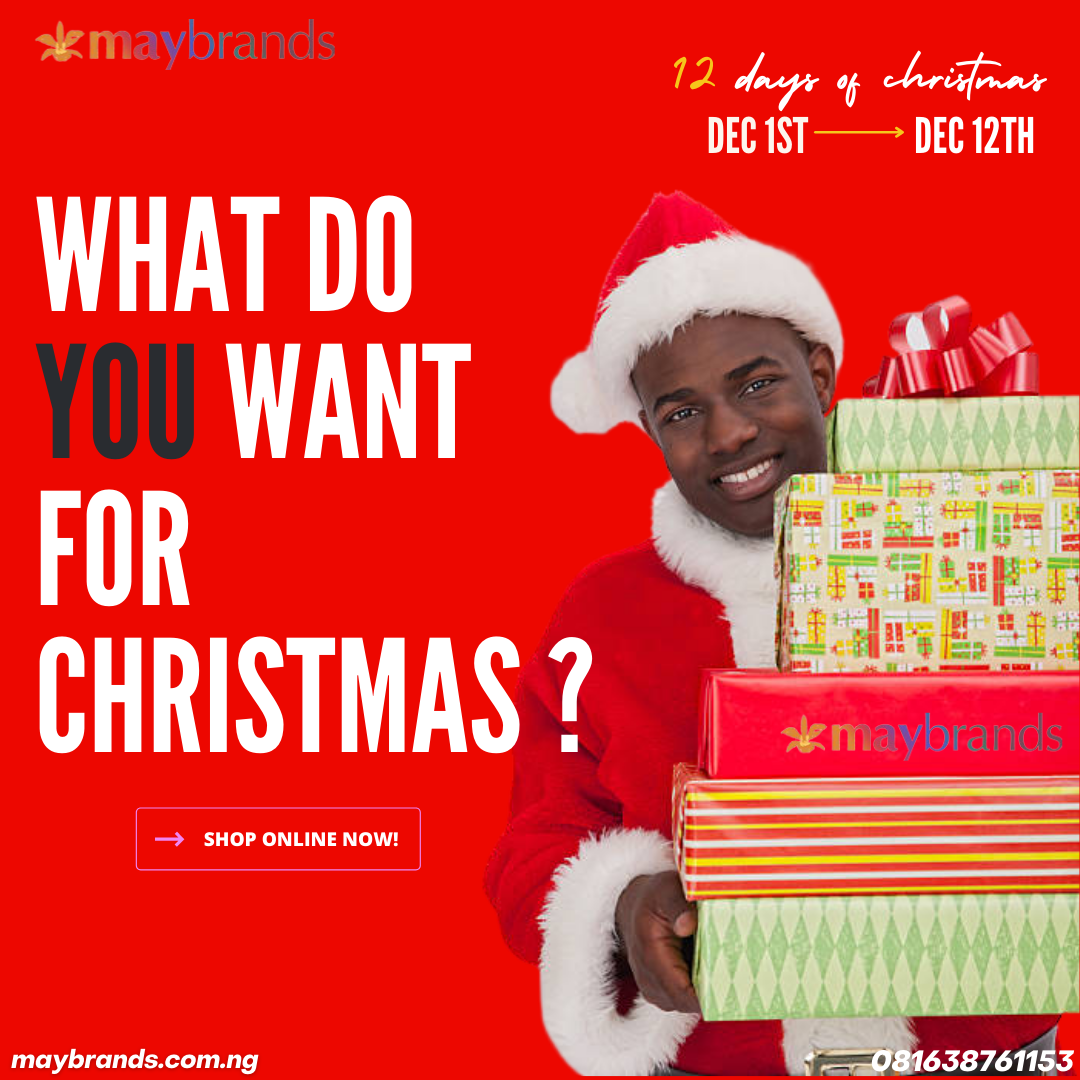 maybrands
12 days of christmas
DEC 1ST → DEC 12TH
WHAT DO
YOU WANT
FOR
CHRISTMAS ?
maybrands
→ SHOP ONLINE NOW!
maybrands.com.ng
081638761153